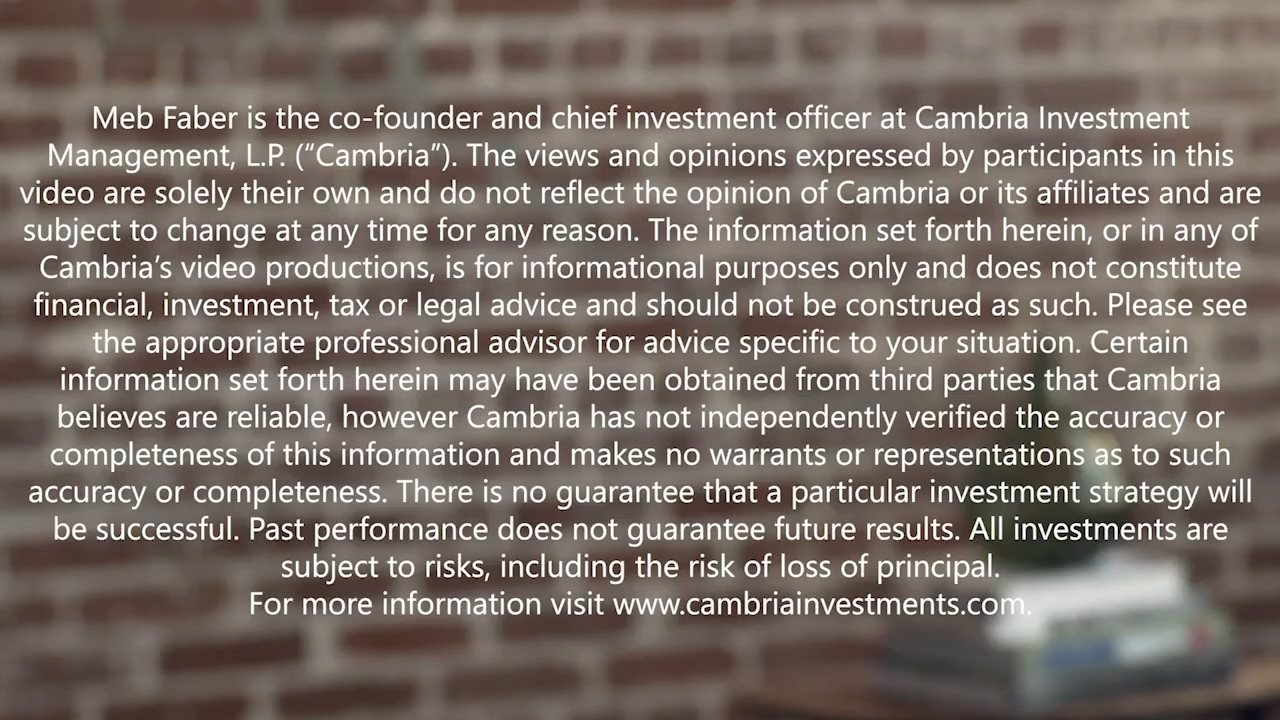 Meb Faber is the co-founder and chief investment officer at Cambria Investment
Management, L.P. (“Cambria”). The views and opinions expressed by participants in this
video are solely their own and do not reflect the opinion of Cambria or its affiliates and are
subject to change at any time for any reason. The information set forth herein, or in any of
Cambria’s video productions, is for informational purposes only and does not constitute
financial, investment, tax or legal advice and should not be construed as such. Please see
the appropriate professional advisor for advice specific to your situation. Certain
information set forth herein may have been obtained from third parties that Cambria
believes are reliable, however Cambria has not independently verified the accuracy or
completeness of this information and makes no warrants or representations as to such
accuracy or completeness. There is no guarantee that a particular investment strategy will
be successful. Past performance does not guarantee future results. All investments are
subject to risks, including the risk of loss of principal.
For more information visit www.cambriainvestments.com.